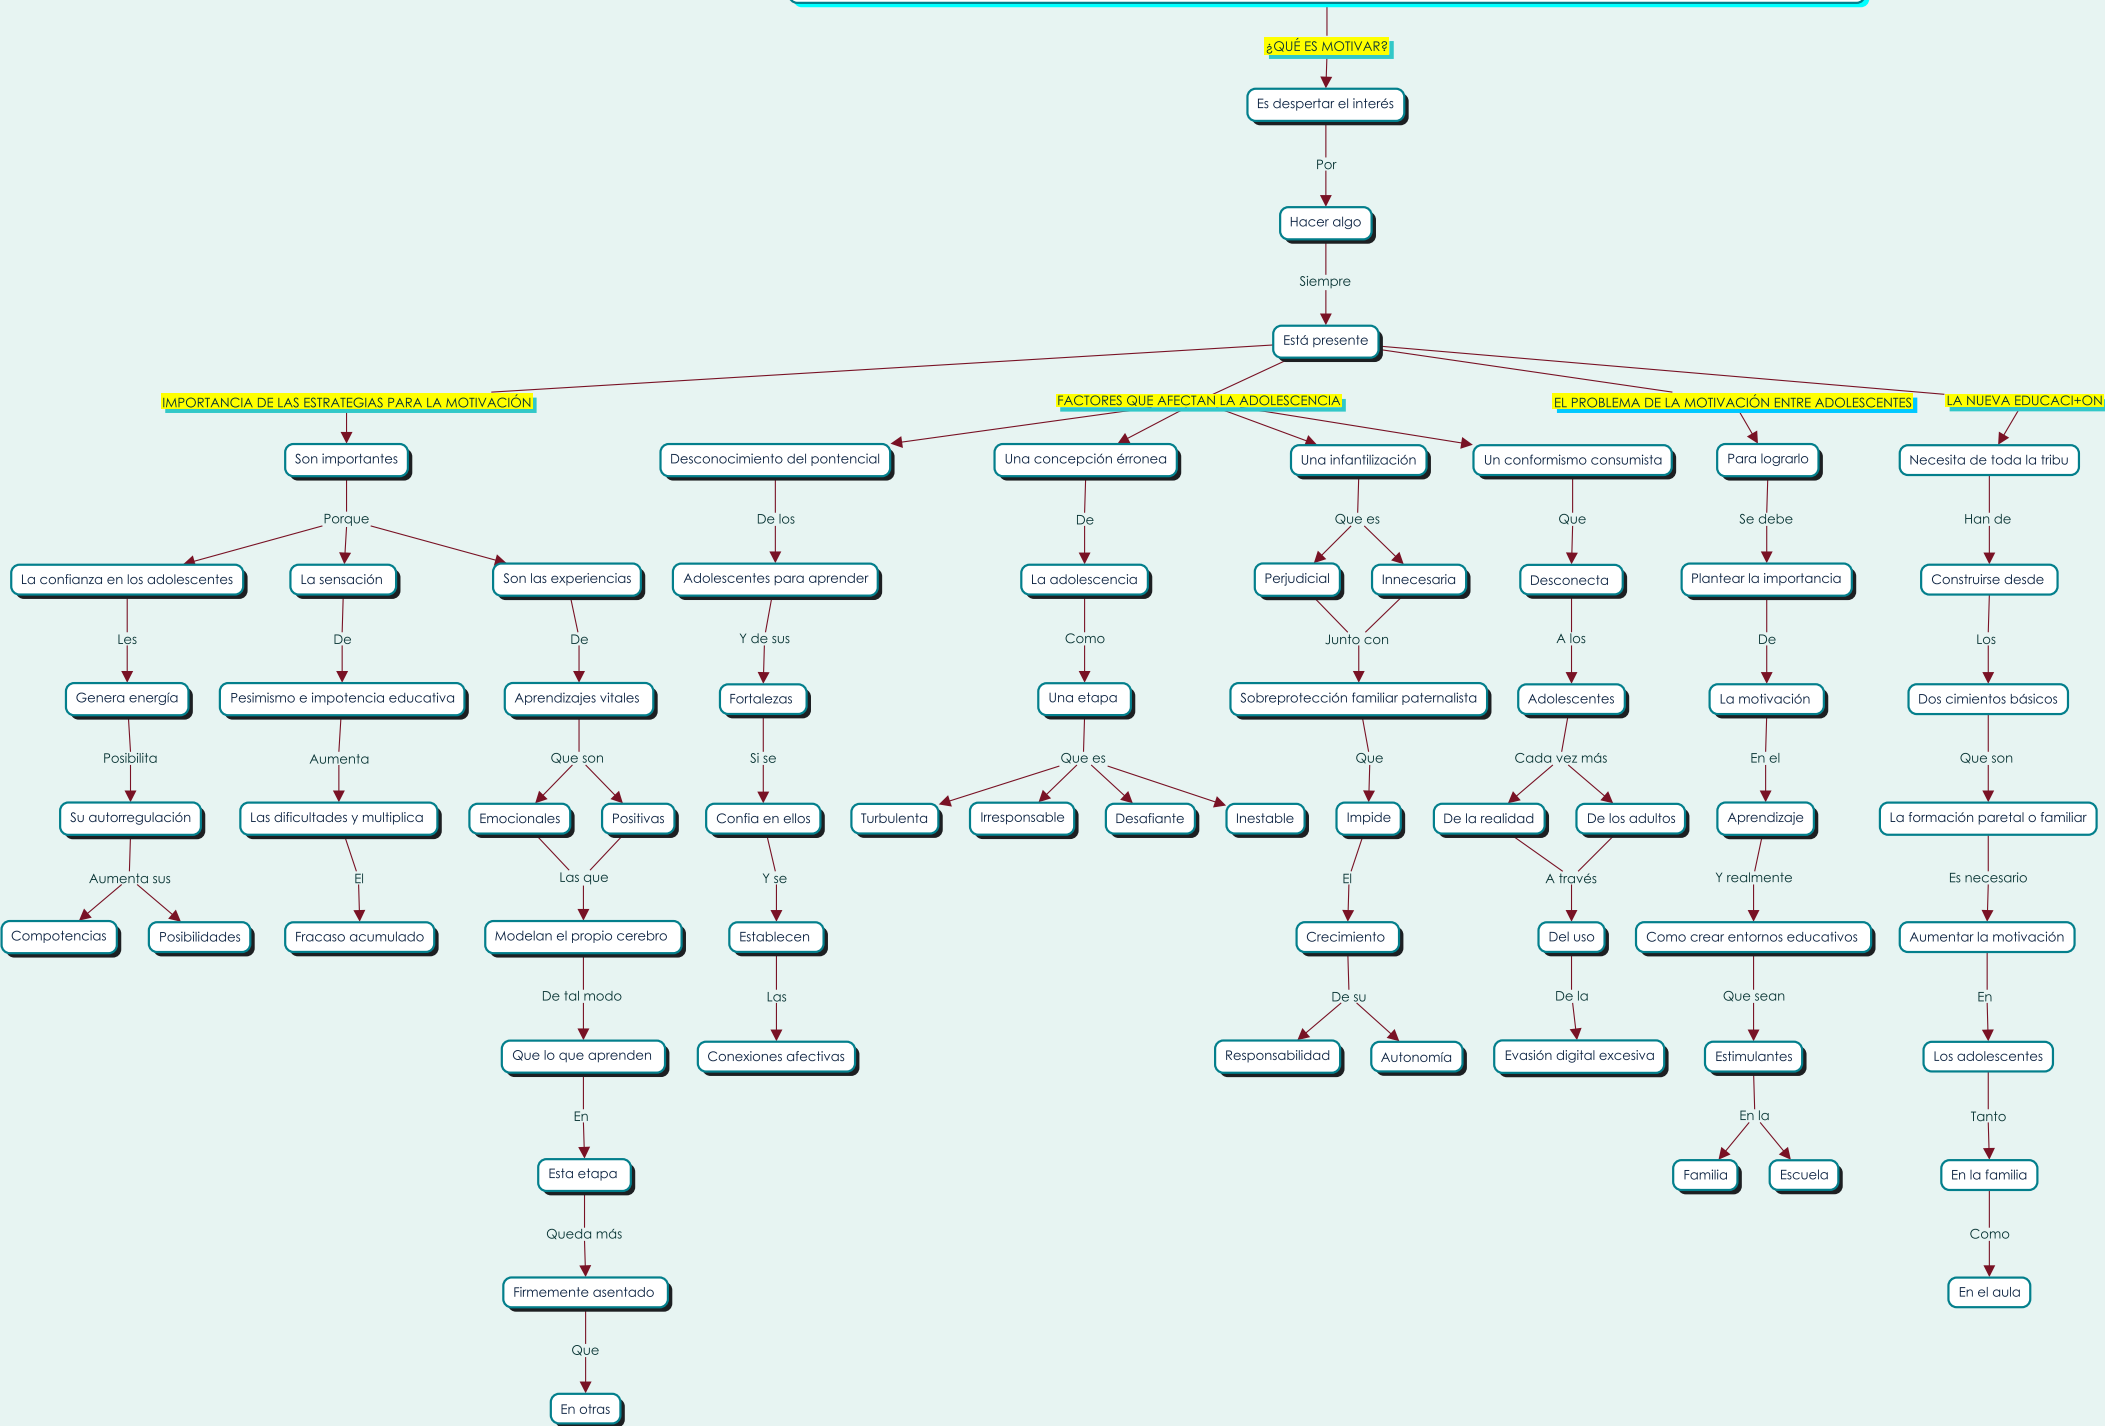 ¿QUÉ ES MOTIVAR?
Es despertar el interés
Por
Hacer algo
Siempre
Está presente
IMPORTANCIA DE LAS ESTRATEGIAS PARA LA MOTIVACIÓN
Son importantes
Porque
La confianza en los adolescentes
Les
Genera energía
Posibilita
Su autorregulación
Aumenta sus
Compotencias
Posibilidades
La sensación
De
Pesimismo e impotencia educativa
Aumenta
Las dificultades y multiplica
El
Fracaso acumulado
Son las experiencias
De
Aprendizajes vitales
Que son
Emocionales
Positivas
Las que
Modelan el propio cerebro
De tal modo
Que lo que aprenden
En
Esta etapa
Queda más
Firmemente asentado
Que
En otras
FACTORES QUE AFECTAN LA ADOLESCENCIA
Desconocimiento del pontencial
De los
Adolescentes para aprender
Y de sus
Fortalezas
Si se
Confia en ellos
Y se
Establecen
Las
Conexiones afectivas
Una concepción érronea
De
La adolescencia
Como
Una etapa
Que es
Turbulenta
Irresponsable
Desafiante
Inestable
Una infantilización
Que es
Perjudicial
Innecesaria
Junto con
Sobreprotección familiar paternalista
Que
Impide
El
Crecimiento
De su
Responsabilidad
Autonomía
Un conformismo consumista
Que
Desconecta
A los
Adolescentes
Cada vez más
De la realidad
De los adultos
A través
Del uso
De la
Evasión digital excesiva
EL PROBLEMA DE LA MOTIVACIÓN ENTRE ADOLESCENTES
Para lograrlo
Se debe
Plantear la importancia
De
La motivación
En el
Aprendizaje
Y realmente
Como crear entornos educativos
Que sean
Estimulantes
En la
Familia
Escuela
LA NUEVA EDUCACI+ON
Necesita de toda la tribu
Han de
Construirse desde
Los
Dos cimientos básicos
Que son
La formación paretal o familiar
Es necesario
Aumentar la motivación
En
Los adolescentes
Tanto
En la familia
Como
En el aula